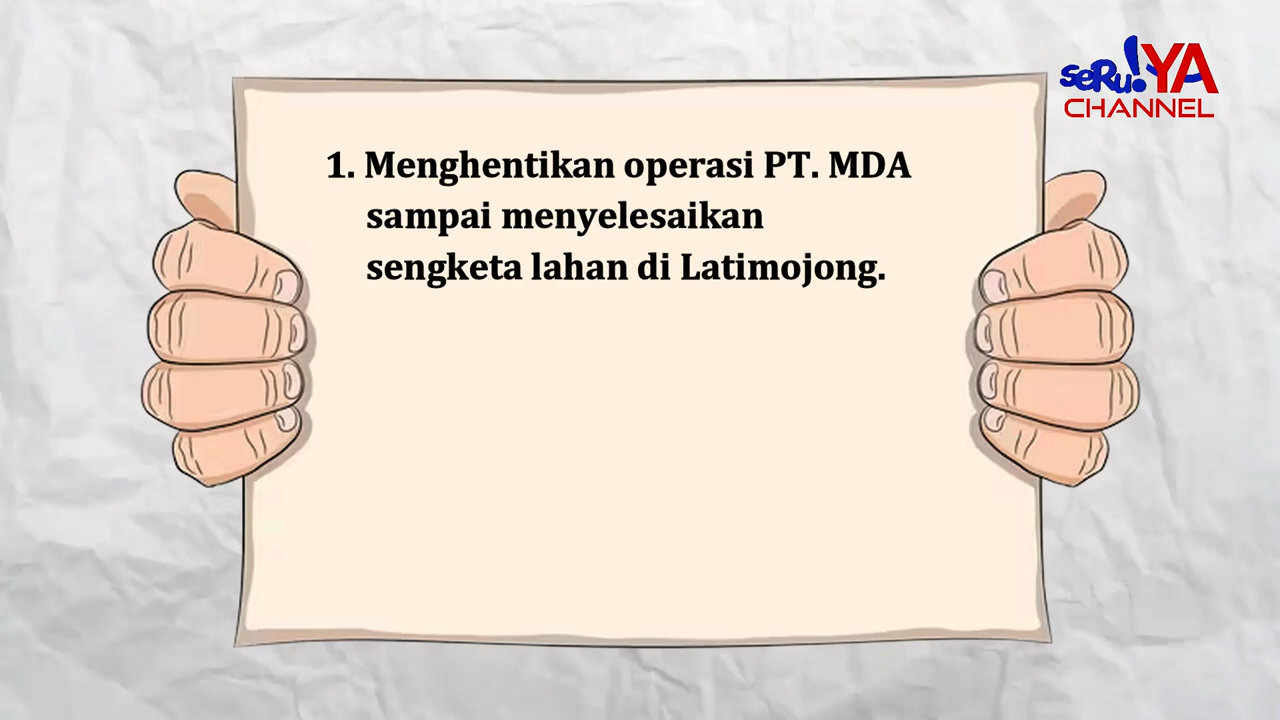 seRu!YA
CHANNEL
1. Menghentikan operasi PT. MDA
sampai menyelesaikan
sengketa lahan di Latimojong.